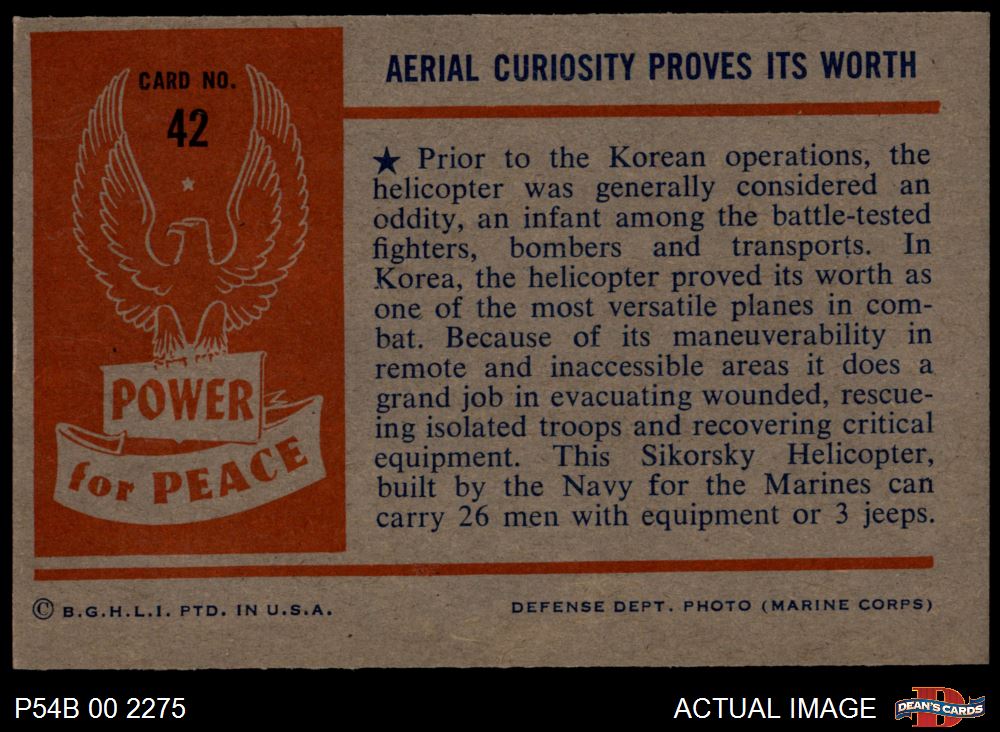 CARD NO.
42
POWER
for PEACE
AERIAL CURIOSITY PROVES ITS WORTH
★ Prior to the Korean operations, the
helicopter was generally considered an
oddity, an infant among the battle-tested
fighters, bombers and transports. In
Korea, the helicopter proved its worth as
one of the most versatile planes in com-
bat. Because of its maneuverability in
remote and inaccessible areas it does a
grand job in evacuating wounded, rescue-
ing isolated troops and recovering critical
equipment. This Sikorsky Helicopter,
built by the Navy for the Marines can
carry 26 men with equipment or 3 jeeps.
© B.G.H.L.I. PTD. IN U.S.A.
DEFENSE DEPT. PHOTO (MARINE CORPS)
P54B 00 2275
ACTUAL IMAGE
DEAN'S CARDS